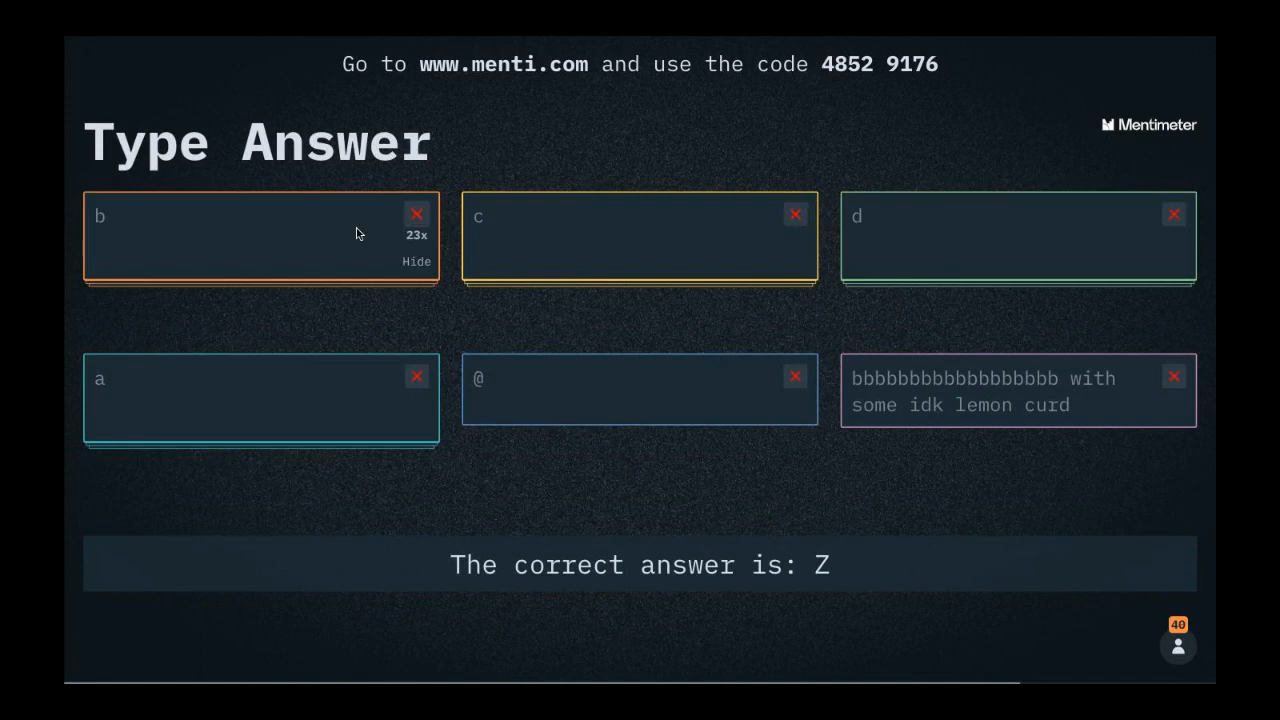 Go to www.menti.com and use the code 4852 9176
Type Answer
Mentimeter
b
23x
Hide
c
d
a
@
bbbbbbbbbbbbbbbbbb with
some idk lemon curd
The correct answer is: Z
40